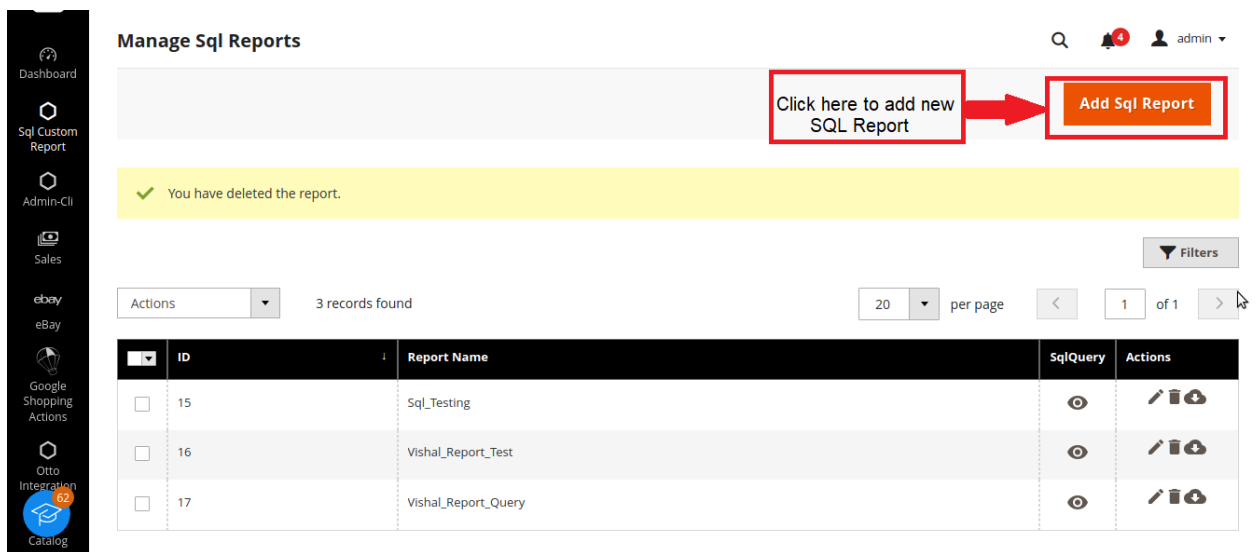 Manage Sql Reports
4
admin
Dashboard
Sql Custom
Report
Admin-Cli
Sales
ebay
eBay
Google
Shopping
Actions
Otto
Integration
62
Catalog
Click here to add new
SQL Report
Add Sql Report
You have deleted the report.
Filters
Actions
3 records found
20
per page
1
of 1
ID
Report Name
SqlQuery
Actions
15
Sql_Testing
16
Vishal_Report_Test
17
Vishal_Report_Query